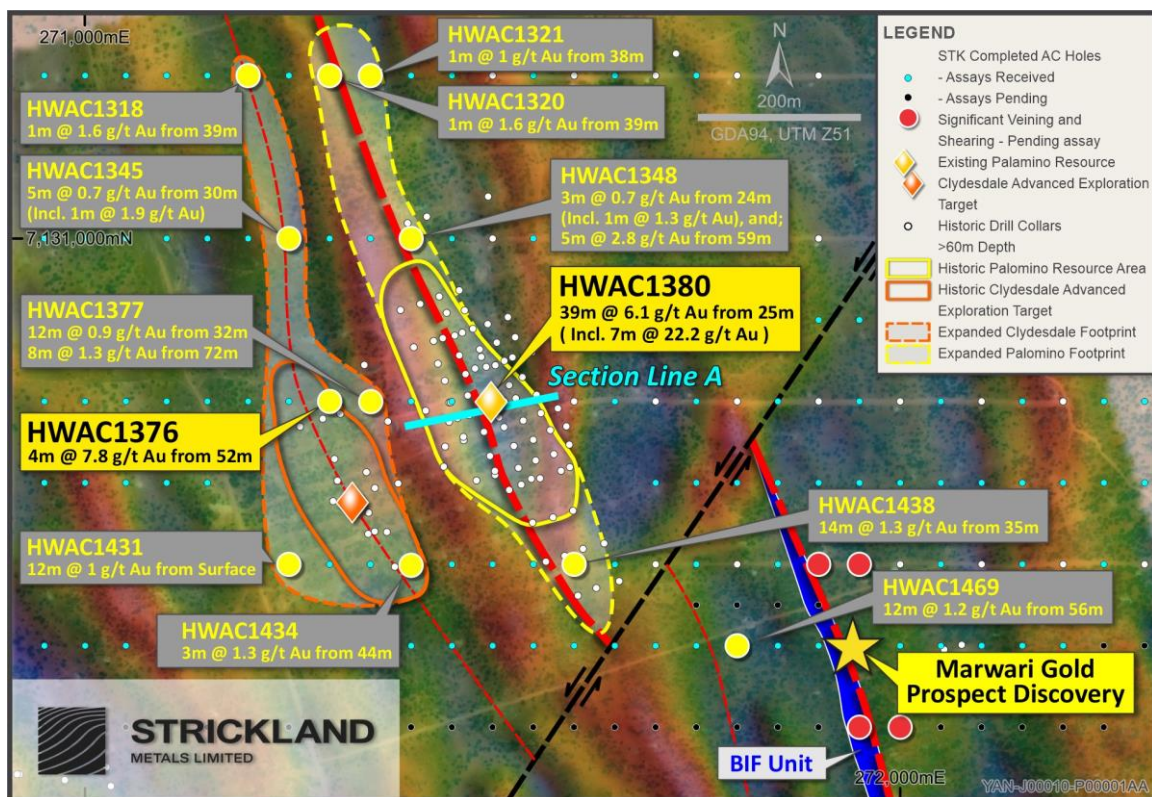 271,000mE
HWAC1321
1m @ 1 g/t Au from 38m
HWAC1318
1m @ 1.6 g/t Au from 39m
HWAC1320
1m @ 1.6 g/t Au from 39m
N
200m
GDA94, UTM Z51
HWAC1345
5m @ 0.7 g/t Au from 30m
(Incl. 1m @ 1.9 g/t Au)
HWAC1348
3m @ 0.7 g/t Au from 24m
(Incl. 1m @ 1.3 g/t Au), and;
5m @ 2.8 g/t Au from 59m
7,131,000mN
HWAC1377
12m @ 0.9 g/t Au from 32m
8m @ 1.3 g/t Au from 72m
HWAC1380
39m @ 6.1 g/t Au from 25m
( Incl. 7m @ 22.2 g/t Au )
Section Line A
HWAC1376
4m @ 7.8 g/t Au from 52m
HWAC1438
14m @ 1.3 g/t Au from 35m
HWAC1431
12m @ 1 g/t Au from Surface
HWAC1469
12m @ 1.2 g/t Au from 56m
HWAC1434
3m @ 1.3 g/t Au from 44m
Marwari Gold
Prospect Discovery
STRICKLAND
METALS LIMITED
BIF Unit
272,000mE
YAN-J00010-P00001AA
LEGEND
STK Completed AC Holes
- Assays Received
- Assays Pending
Significant Veining and
Shearing - Pending assay
Existing Palamino Resource
Clydesdale Advanced Exploration
Target
Historic Drill Collars
>60m Depth
Historic Palomino Resource Area
Historic Clydesdale Advanced
Exploration Target
Expanded Clydesdale Footprint
Expanded Palomino Footprint